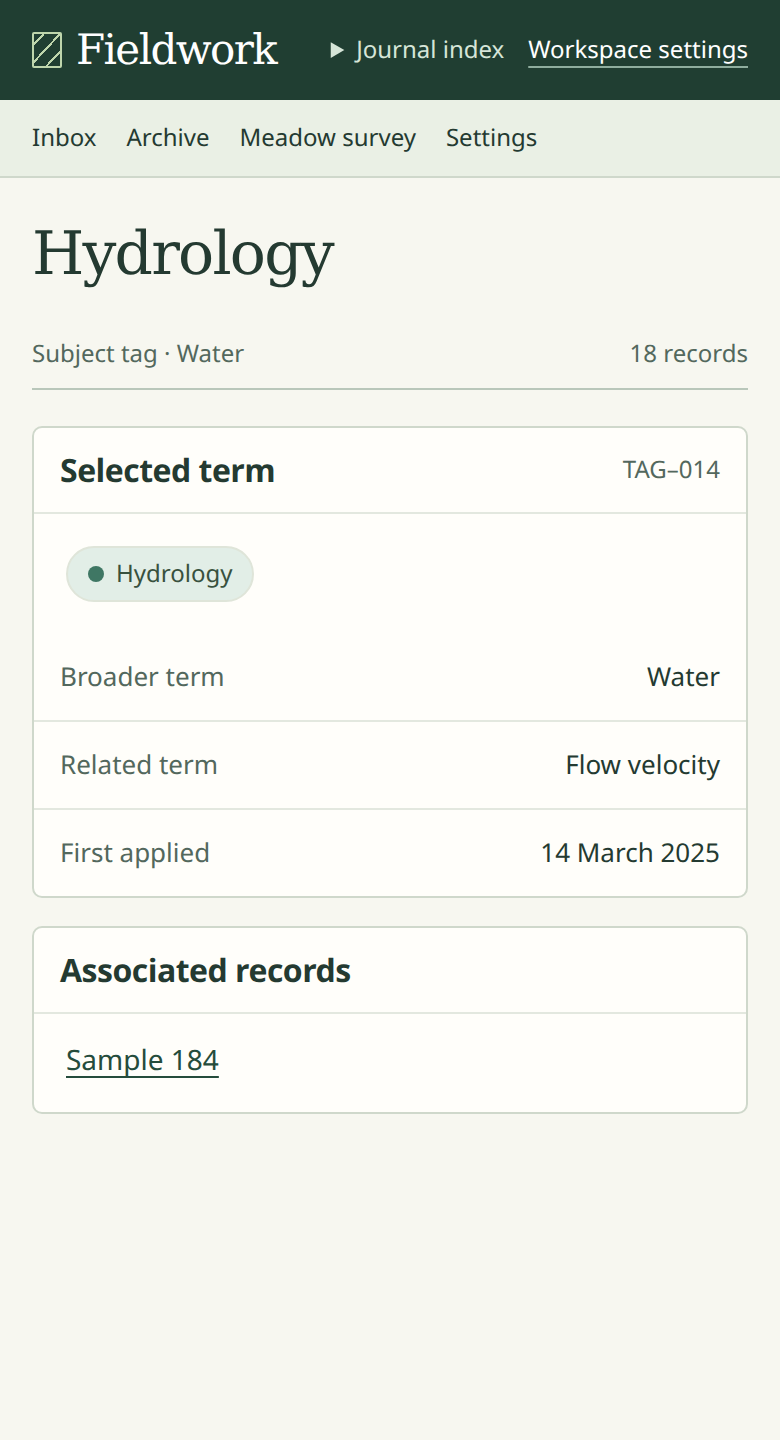 Fieldwork
▶ Journal index Workspace settings
Inbox Archive Meadow survey Settings
Hydrology
Subject tag · Water 18 records
Selected term TAG–014
Hydrology
Broader term Water
Related term Flow velocity
First applied 14 March 2025
Associated records
Sample 184